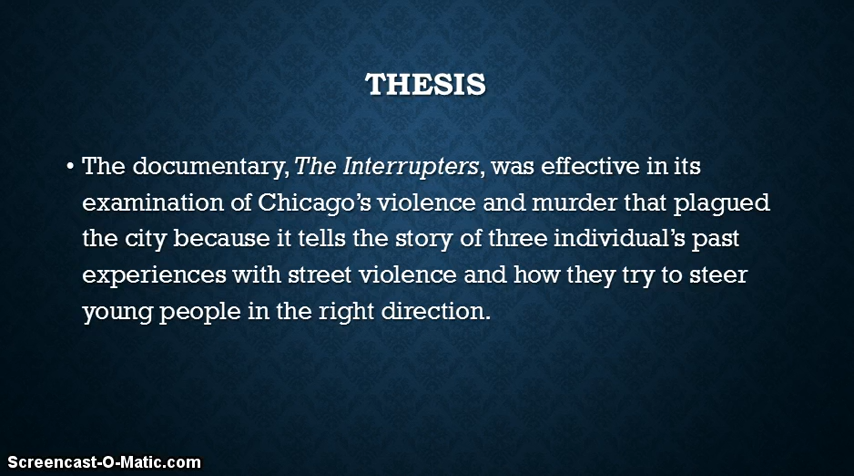 THESIS
• The documentary, The Interrupters, was effective in its
examination of Chicago’s violence and murder that plagued
the city because it tells the story of three individual’s past
experiences with street violence and how they try to steer
young people in the right direction.
Screencast-O-Matic.com